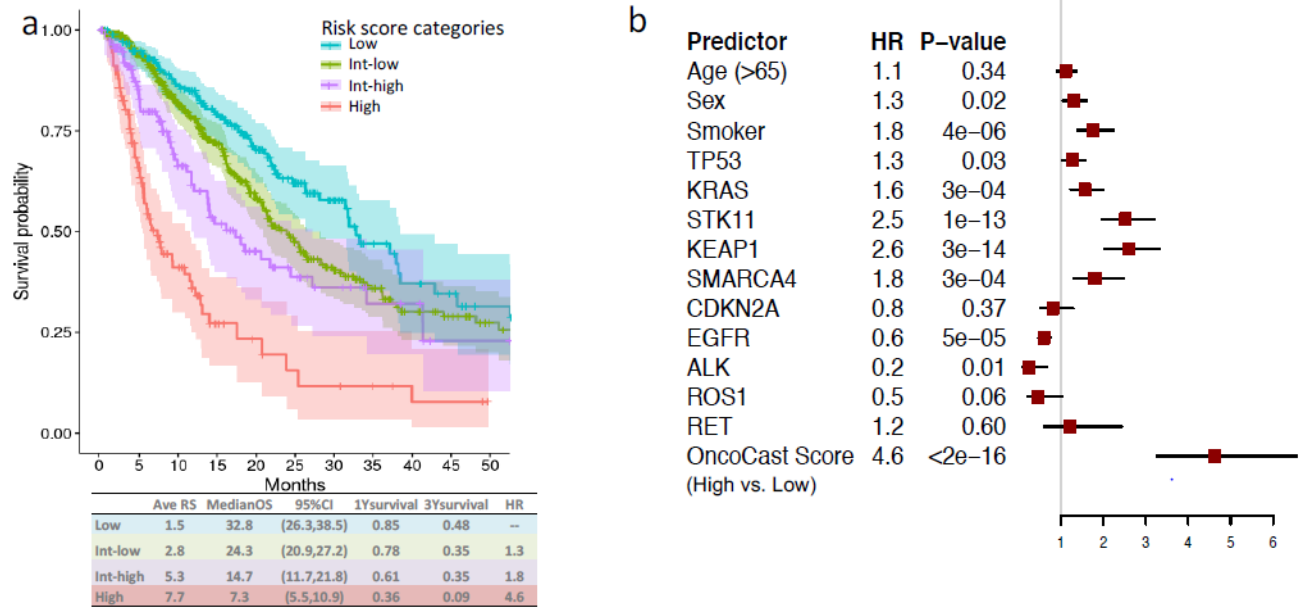 a
Risk score categories
Low
Int-low
Int-high
High
Survival probability
1.00
0.75
0.50
0.25
0.00
0 5 10 15 20 25 30 35 40 45 50
Months
Ave RS MedianOS 95%CI 1Ysurvival 3Ysurvival HR
Low 1.5 32.8 (26.3,38.5) 0.85 0.48 --
Int-low 2.8 24.3 (20.9,27.2) 0.78 0.35 1.3
Int-high 5.3 14.7 (11.7,21.8) 0.61 0.35 1.8
High 7.7 7.3 (5.5,10.9) 0.36 0.09 4.6
b
Predictor HR P-value
Age (>65) 1.1 0.34
Sex 1.3 0.02
Smoker 1.8 4e-06
TP53 1.3 0.03
KRAS 1.6 3e-04
STK11 2.5 1e-13
KEAP1 2.6 3e-14
SMARCA4 1.8 3e-04
CDKN2A 0.8 0.37
EGFR 0.6 5e-05
ALK 0.2 0.01
ROS1 0.5 0.06
RET 1.2 0.60
OncoCast Score 4.6 <2e-16
(High vs. Low)
1 2 3 4 5 6